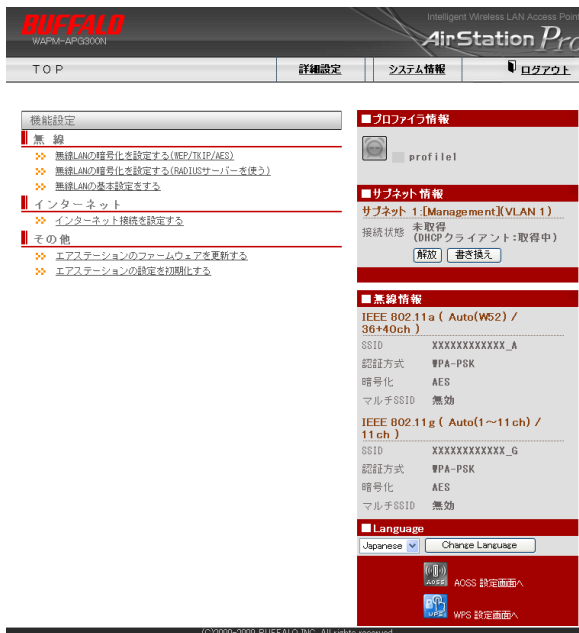 BUFFALO
WAPM-APG300N
Intelligent Wireless LAN Access Poin
AirStation Pro
TOP
詳細設定
システム情報
ログアウト
機能設定
無 線
無線LANの暗号化を設定する(WEP/TKIP/AES)
無線LANの暗号化を設定する(RADIUSサーバーを使う)
無線LANの基本設定をする
インターネット
インターネット接続を設定する
その他
エアステーションのファームウェアを更新する
エアステーションの設定を初期化する
■プロファイラ情報
profile1
■サブネット情報
サブネット 1:[Management](VLAN 1)
接続状態 未取得
(DHCPクライアント:取得中)
解放 書き換え
■無線情報
IEEE 802.11a ( Auto(W52) /
36+40ch )
SSID XXXXXXXXXXXX_A
認証方式 WPA-PSK
暗号化 AES
マルチSSID 無効
IEEE 802.11g ( Auto(1～11ch) /
11ch )
SSID XXXXXXXXXXXX_G
認証方式 WPA-PSK
暗号化 AES
マルチSSID 無効
■Language
Japanese Change Language
AOSS AOSS 設定画面へ
WPS WPS 設定画面へ
(C)2000-2009 BUFFALO INC. All rights reserved.